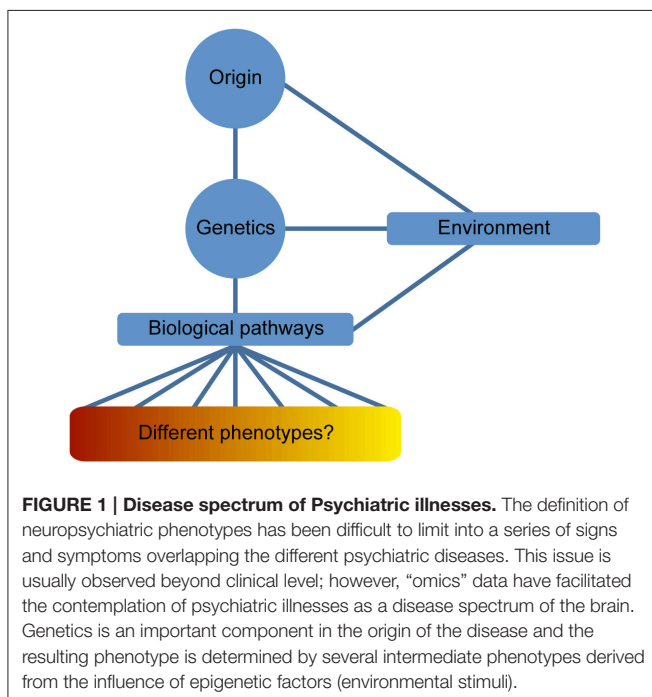 Origin
Genetics
Environment
Biological pathways
Different phenotypes?
FIGURE 1 | Disease spectrum of Psychiatric illnesses. The definition of
neuropsychiatric phenotypes has been difficult to limit into a series of signs
and symptoms overlapping the different psychiatric diseases. This issue is
usually observed beyond clinical level; however, “omics” data have facilitated
the contemplation of psychiatric illnesses as a disease spectrum of the brain.
Genetics is an important component in the origin of the disease and the
resulting phenotype is determined by several intermediate phenotypes derived
from the influence of epigenetic factors (environmental stimuli).